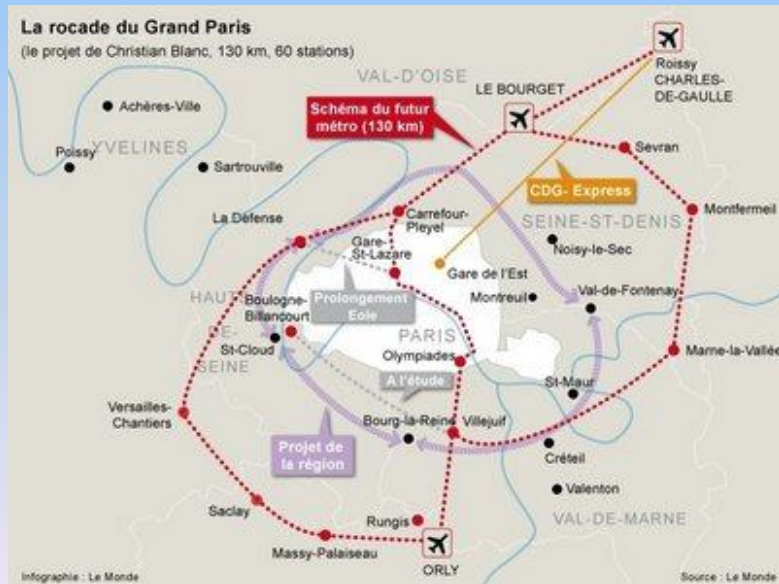 La rocade du Grand Paris
(le projet de Christian Blanc, 130 km, 60 stations)
Roissy
CHARLES-
DE-GAULLE
VAL-D'OISE
LE BOURGET
Achères-Ville
Schéma du futur
métro (130 km)
YVELINES
Poissy
Sartrouville
Sevran
CDG- Express
La Défense
Carrefour-
Pleyel
SEINE-ST-DENIS
Montfermeil
Gare-
St-Lazare
Noisy-le-Sec
Gare de l'Est
HAUTS-
DE-
SEINE
Prolongement
Eole
Montreuil
Val-de-Fontenay
Boulogne-
Billancourt
PARIS
St-Cloud
Olympiades
Marne-la-Vallée
A l'étude
St-Maur
Versailles-
Chantiers
Bourg-la-Reine
Villejuif
Projet de
la région
Créteil
Valenton
Saclay
Rungis
VAL-DE-MARNE
Massy-Palaiseau
ORLY
Infographie : Le Monde
Source : Le Monde